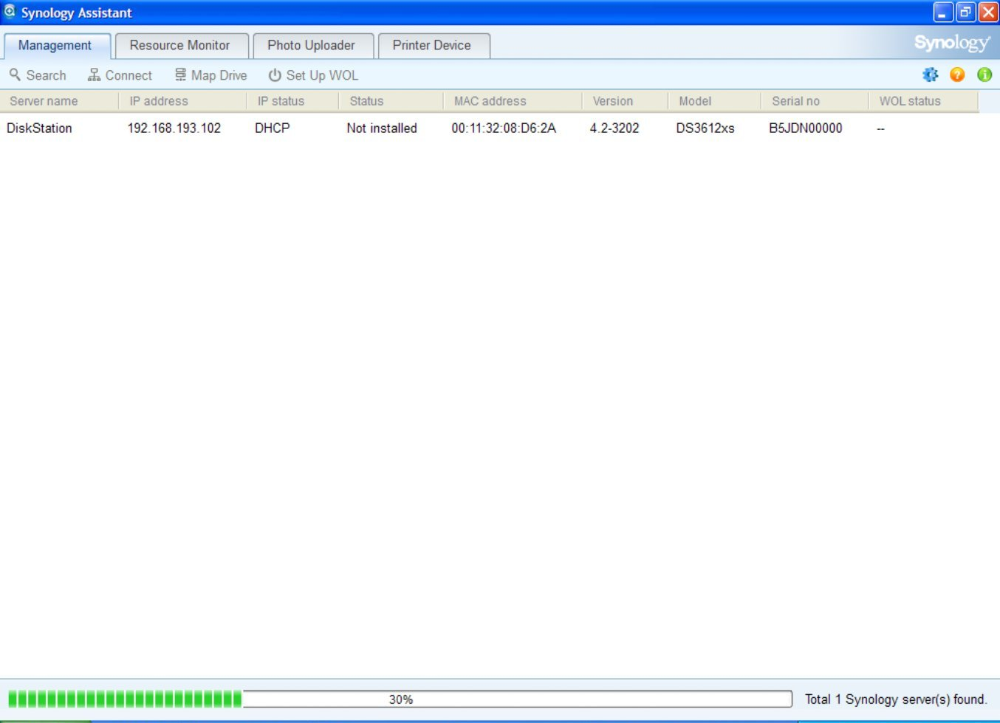 Synology Assistant
Management Resource Monitor Photo Uploader Printer Device Synology
Search Connect Map Drive Set Up WOL
Server name IP address IP status Status MAC address Version Model Serial no WOL status
DiskStation 192.168.193.102 DHCP Not installed 00:11:32:08:D6:2A 4.2-3202 DS3612xs B5JDN00000 --
30% Total 1 Synology server(s) found.